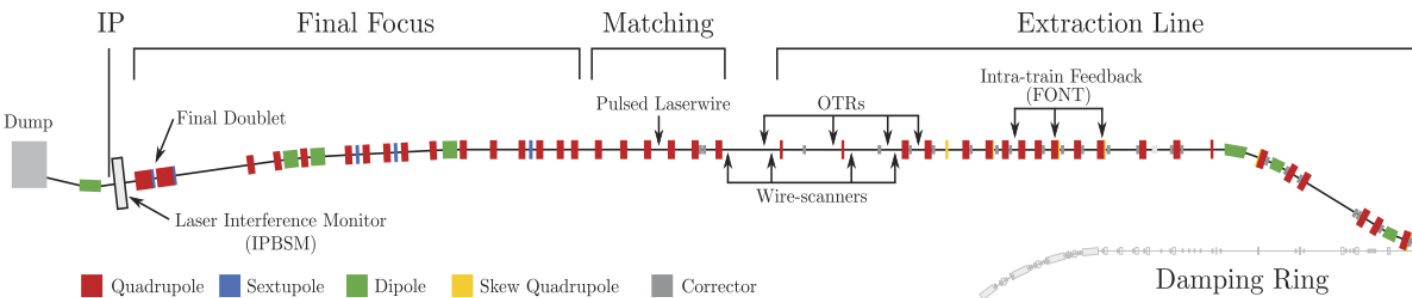 IP
Final Focus
Matching
Extraction Line
Intra-train Feedback
(FONT)
Pulsed Laserwire
OTRs
Final Doublet
Dump
Wire-scanners
Laser Interference Monitor
(IPBSM)
Damping Ring
Quadrupole
Sextupole
Dipole
Skew Quadrupole
Corrector